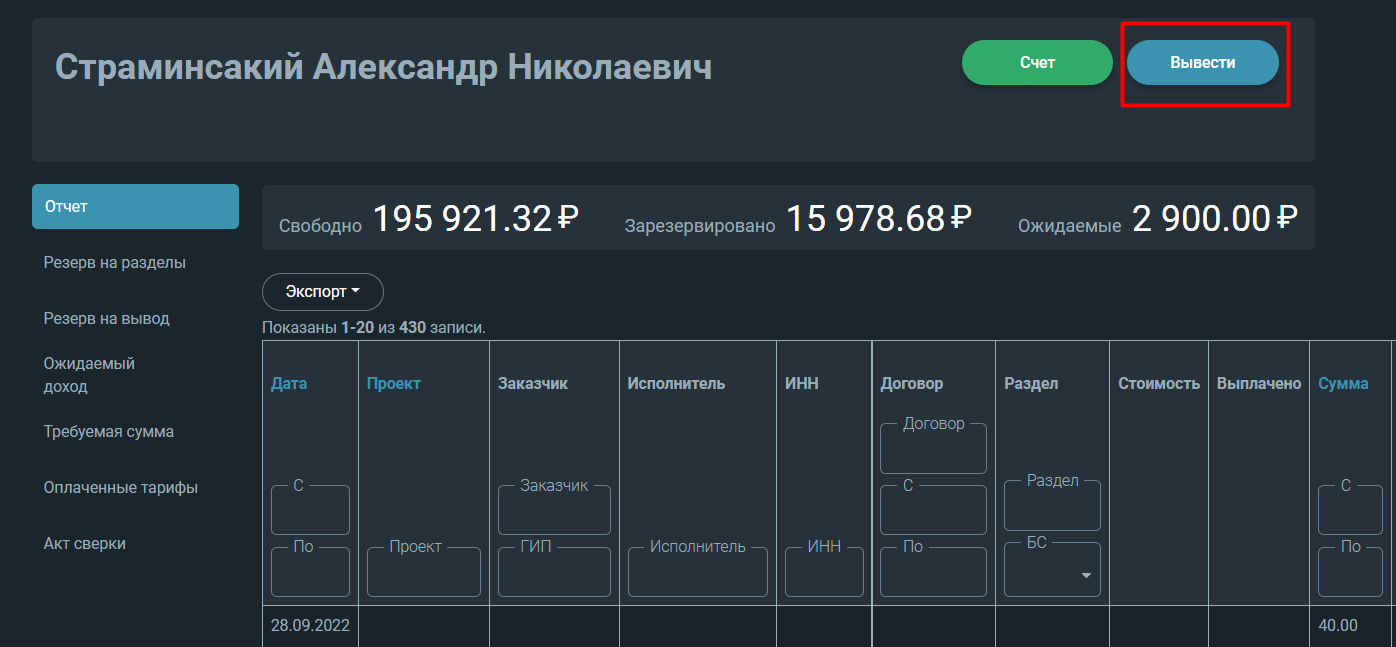 Страминсакий Александр Николаевич
Счет
Вывести
Отчет
Резерв на разделы
Резерв на вывод
Ожидаемый
доход
Требуемая сумма
Оплаченные тарифы
Акт сверки
Свободно 195 921.32 ₽ Зарезервировано 15 978.68 ₽ Ожидаемые 2 900.00 ₽
Экспорт
Показаны 1-20 из 430 записи.
Дата Проект Заказчик Исполнитель ИНН Договор Раздел Стоимость Выплачено Сумма
Договор
С Заказчик С Раздел С
По Проект ГИП Исполнитель ИНН По БС По
28.09.2022 40.00